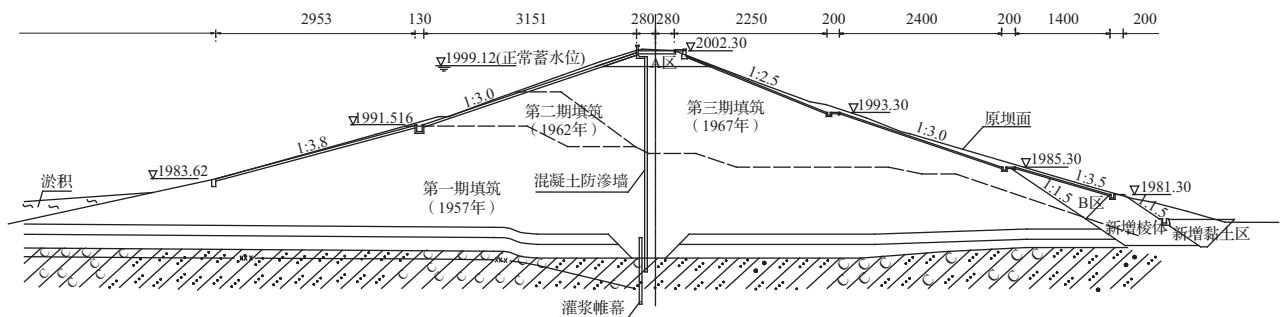 2953 130 3151 280 280 2250 200 2400 200 1400 200
2002.30
1999.12(正常蓄水位)
A区
1:3.0
1:2.5
第二期填筑
(1962年)
第三期填筑
(1967年)
1993.30
1991.516
原坝面
1:3.0
1:3.8
1983.62
1985.30
淤积
第一期填筑
(1957年)
混凝土防渗墙
1:1.5
1:3.5
1981.30
B区
1:1.5
新增棱体
新增黏土区
灌浆帷幕